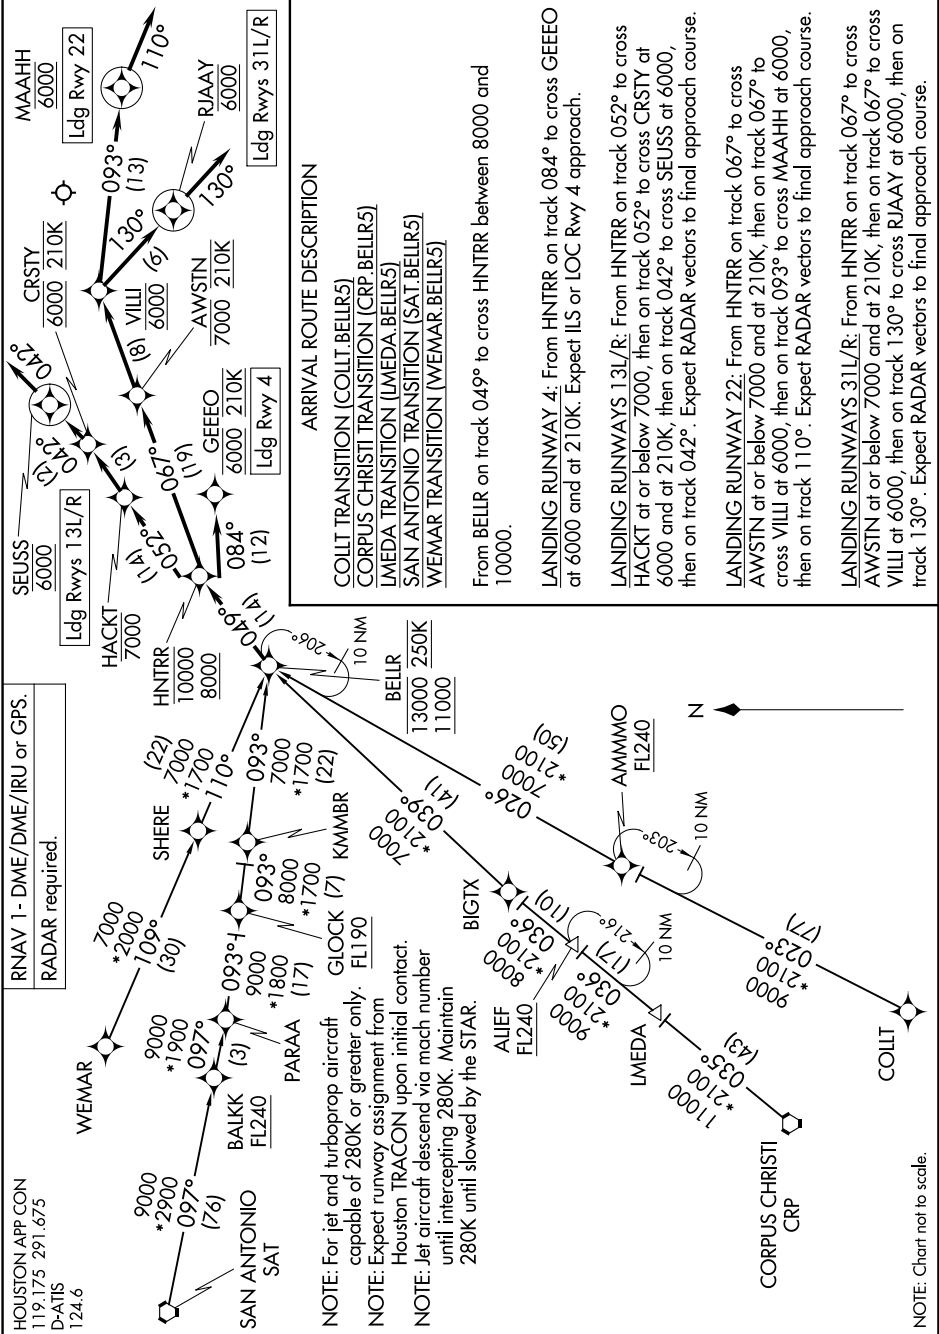 HOUSTON APP CON
119.175 291.675
D-ATIS
124.6
RNAV 1- DME/DME/IRU or GPS.
RADAR required.
SEUSS
6000
Ldg Rwys 13L/R
CRSTY
6000 210K
MAAHH
6000
Ldg Rwy 22
HACKT
7000
042°
(2)
042°
(3)
052°
(14)
093°
(13)
110°
130°
(6)
130°
RJAAY
6000
Ldg Rwys 31L/R
VILLI
6000
(8)
AWSTN
7000 210K
067°
(19)
GEEEO
6000 210K
Ldg Rwy 4
084°
(12)
HNTRR
10000
8000
049°
(14)
206°
10 NM
BELLR
13000 250K
11000
WEMAR
7000
*2000
109°
(30)
SHERE
(22)
7000
*1700
110°
093°
7000
*1700
(22)
KMMBR
093°
8000
*1700
(7)
GLOCK
FL190
093°
9000
*1800
(17)
PARAA
9000
*1900
097°
(3)
BALKK
FL240
9000
*2900
097°
(76)
SAN ANTONIO
SAT
NOTE: For jet and turboprop aircraft
capable of 280K or greater only.
NOTE: Expect runway assignment from
Houston TRACON upon initial contact.
NOTE: Jet aircraft descend via mach number
until intercepting 280K. Maintain
280K until slowed by the STAR.
7000
*2100
039°
(41)
BIGTX
8000
*2100
036°
(10)
ALIEF
FL240
216°
10 NM
9000
*2100
036°
(17)
LMEDA
11000
*2100
035°
(43)
CORPUS CHRISTI
CRP
(50)
*2100
7000
026°
AMMMO
FL240
203°
10 NM
(77)
023°
*2100
9000
COLLT
N
NOTE: Chart not to scale.
ARRIVAL ROUTE DESCRIPTION
COLLT TRANSITION (COLLT.BELLR5)
CORPUS CHRISTI TRANSITION (CRP.BELLR5)
LMEDA TRANSITION (LMEDA.BELLR5)
SAN ANTONIO TRANSITION (SAT.BELLR5)
WEMAR TRANSITION (WEMAR.BELLR5)
From BELLR on track 049° to cross HNTRR between 8000 and
10000.
LANDING RUNWAY 4: From HNTRR on track 084° to cross GEEEO
at 6000 and at 210K. Expect ILS or LOC Rwy 4 approach.
LANDING RUNWAYS 13L/R: From HNTRR on track 052° to cross
HACKT at or below 7000, then on track 052° to cross CRSTY at
6000 and at 210K, then on track 042° to cross SEUSS at 6000,
then on track 042°. Expect RADAR vectors to final approach course.
LANDING RUNWAY 22: From HNTRR on track 067° to cross
AWSTN at or below 7000 and at 210K, then on track 067° to
cross VILLI at 6000, then on track 093° to cross MAAHH at 6000,
then on track 110°. Expect RADAR vectors to final approach course.
LANDING RUNWAYS 31L/R: From HNTRR on track 067° to cross
AWSTN at or below 7000 and at 210K, then on track 067° to cross
VILLI at 6000, then on track 130° to cross RJAAY at 6000, then on
track 130°. Expect RADAR vectors to final approach course.